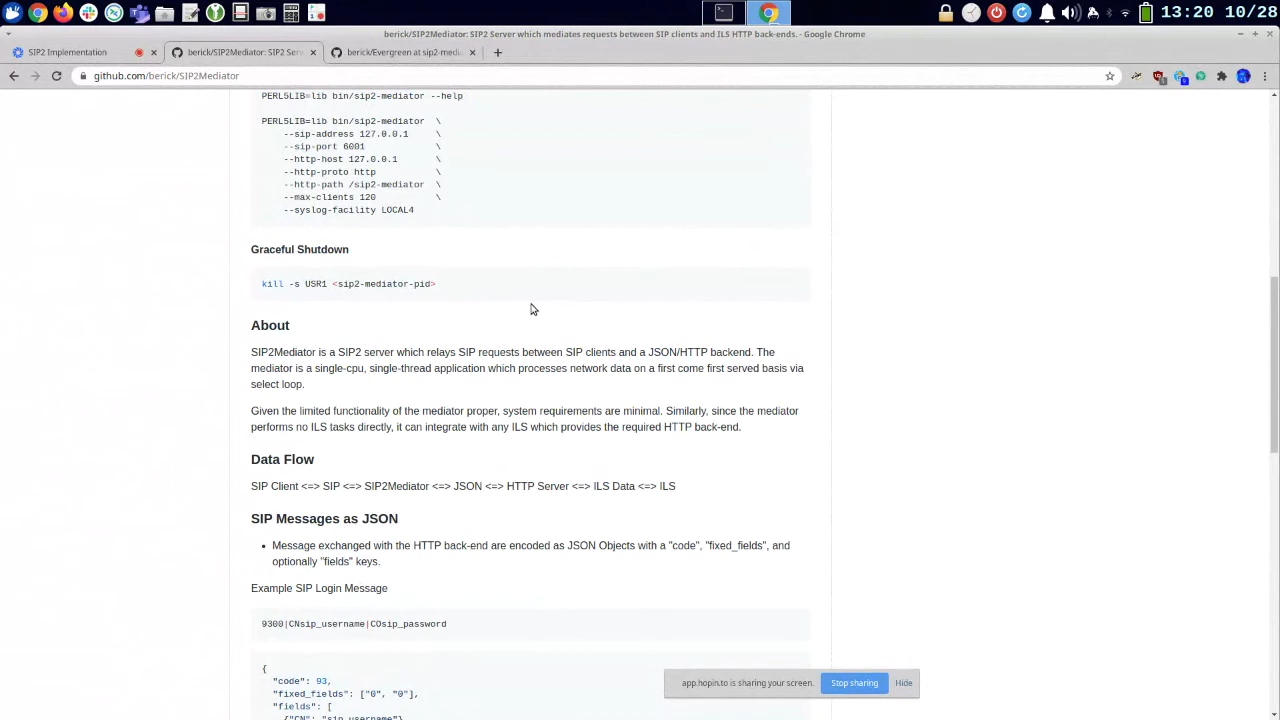 13:20 10/28
berick/SIP2Mediator: SIP2 Server which mediates requests between SIP clients and ILS HTTP back-ends. - Google Chrome
SIP2 Implementation
berick/SIP2Mediator: SIP2 Serv
berick/Evergreen at sip2-medi
github.com/berick/SIP2Mediator
PERL5LIB=lib bin/sip2-mediator --help
PERL5LIB=lib bin/sip2-mediator \
--sip-address 127.0.0.1 \
--sip-port 6001 \
--http-host 127.0.0.1 \
--http-proto http \
--http-path /sip2-mediator \
--max-clients 120 \
--syslog-facility LOCAL4
Graceful Shutdown
kill -s USR1 <sip2-mediator-pid>
About
SIP2Mediator is a SIP2 server which relays SIP requests between SIP clients and a JSON/HTTP backend. The
mediator is a single-cpu, single-thread application which processes network data on a first come first served basis via
select loop.
Given the limited functionality of the mediator proper, system requirements are minimal. Similarly, since the mediator
performs no ILS tasks directly, it can integrate with any ILS which provides the required HTTP back-end.
Data Flow
SIP Client <=> SIP <=> SIP2Mediator <=> JSON <=> HTTP Server <=> ILS Data <=> ILS
SIP Messages as JSON
• Message exchanged with the HTTP back-end are encoded as JSON Objects with a "code", "fixed_fields", and
optionally "fields" keys.
Example SIP Login Message
9300|CNsip_username|COsip_password
{
"code": 93,
"fixed_fields": ["0", "0"],
"fields": [
{"CN": "sip_username"},
app.hopin.to is sharing your screen.
Stop sharing
Hide